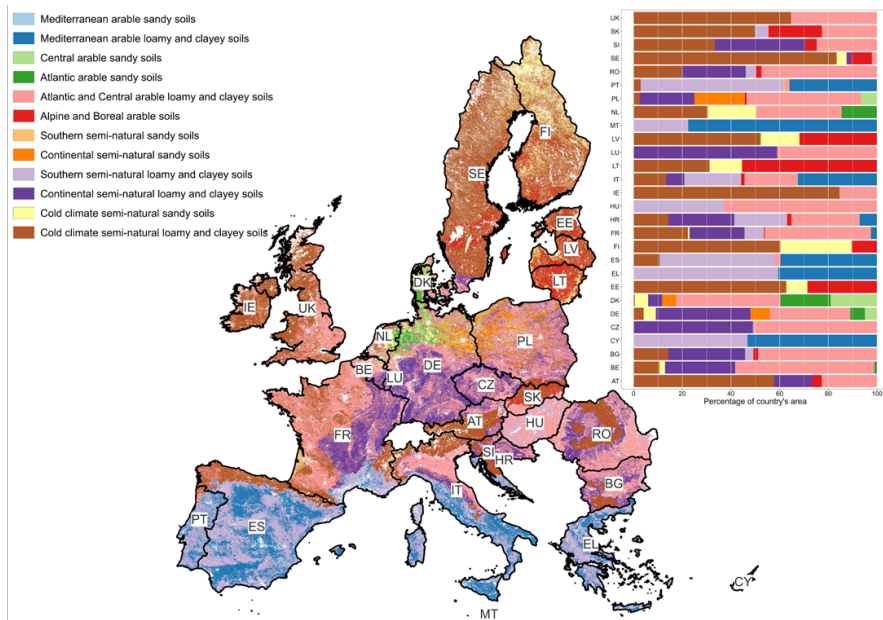 Mediterranean arable sandy soils
Mediterranean arable loamy and clayey soils
Central arable sandy soils
Atlantic arable sandy soils
Atlantic and Central arable loamy and clayey soils
Alpine and Boreal arable soils
Southern semi-natural sandy soils
Continental semi-natural sandy soils
Southern semi-natural loamy and clayey soils
Continental semi-natural loamy and clayey soils
Cold climate semi-natural sandy soils
Cold climate semi-natural loamy and clayey soils
FI
SE
EE
LV
LT
DK
IE
UK
NL
PL
BE
LU
DE
CZ
SK
AT
HU
FR
SI
HR
RO
IT
BG
PT
ES
EL
CY
MT
UK
SK
SI
SE
RO
PT
PL
NL
MT
LV
LU
LT
IT
IE
HU
HR
FR
FI
ES
EL
EE
DK
DE
CZ
CY
BG
BE
AT
0 20 40 60 80 100
Percentage of country's area